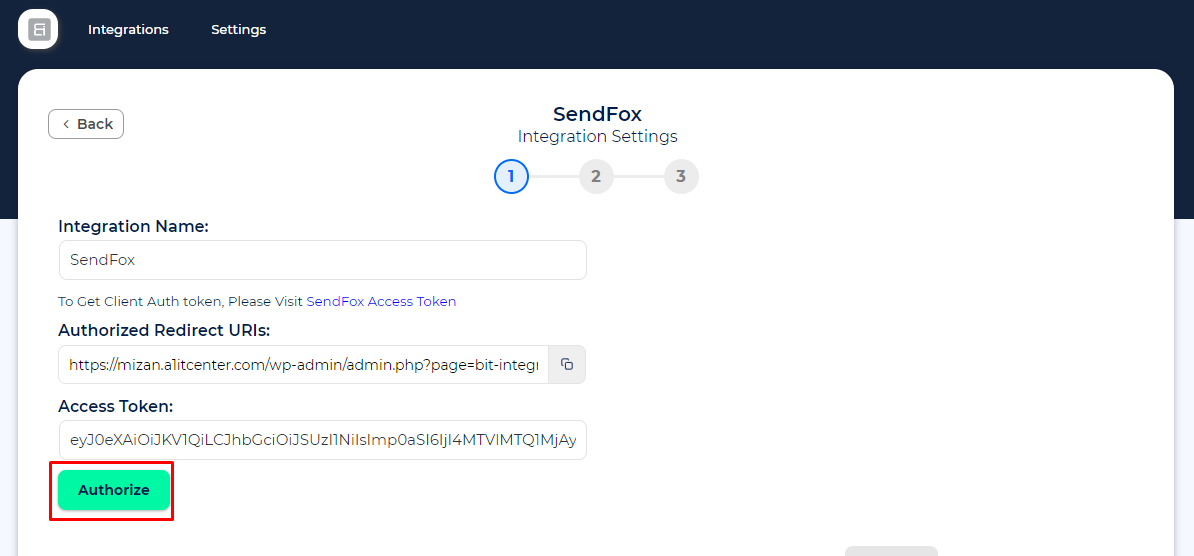 Integrations Settings
Back
SendFox
Integration Settings
1 2 3
Integration Name:
SendFox
To Get Client Auth token, Please Visit SendFox Access Token
Authorized Redirect URIs:
https://mizan.a1itcenter.com/wp-admin/admin.php?page=bit-integr
Access Token:
Authorize